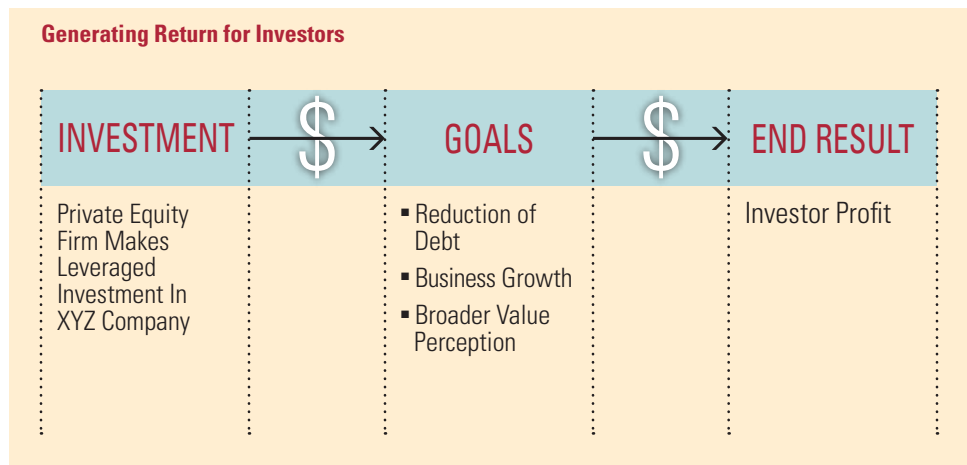 Generating Return for Investors
INVESTMENT
$
GOALS
$
END RESULT
Private Equity
Firm Makes
Leveraged
Investment In
XYZ Company
▪ Reduction of
Debt
▪ Business Growth
▪ Broader Value
Perception
Investor Profit